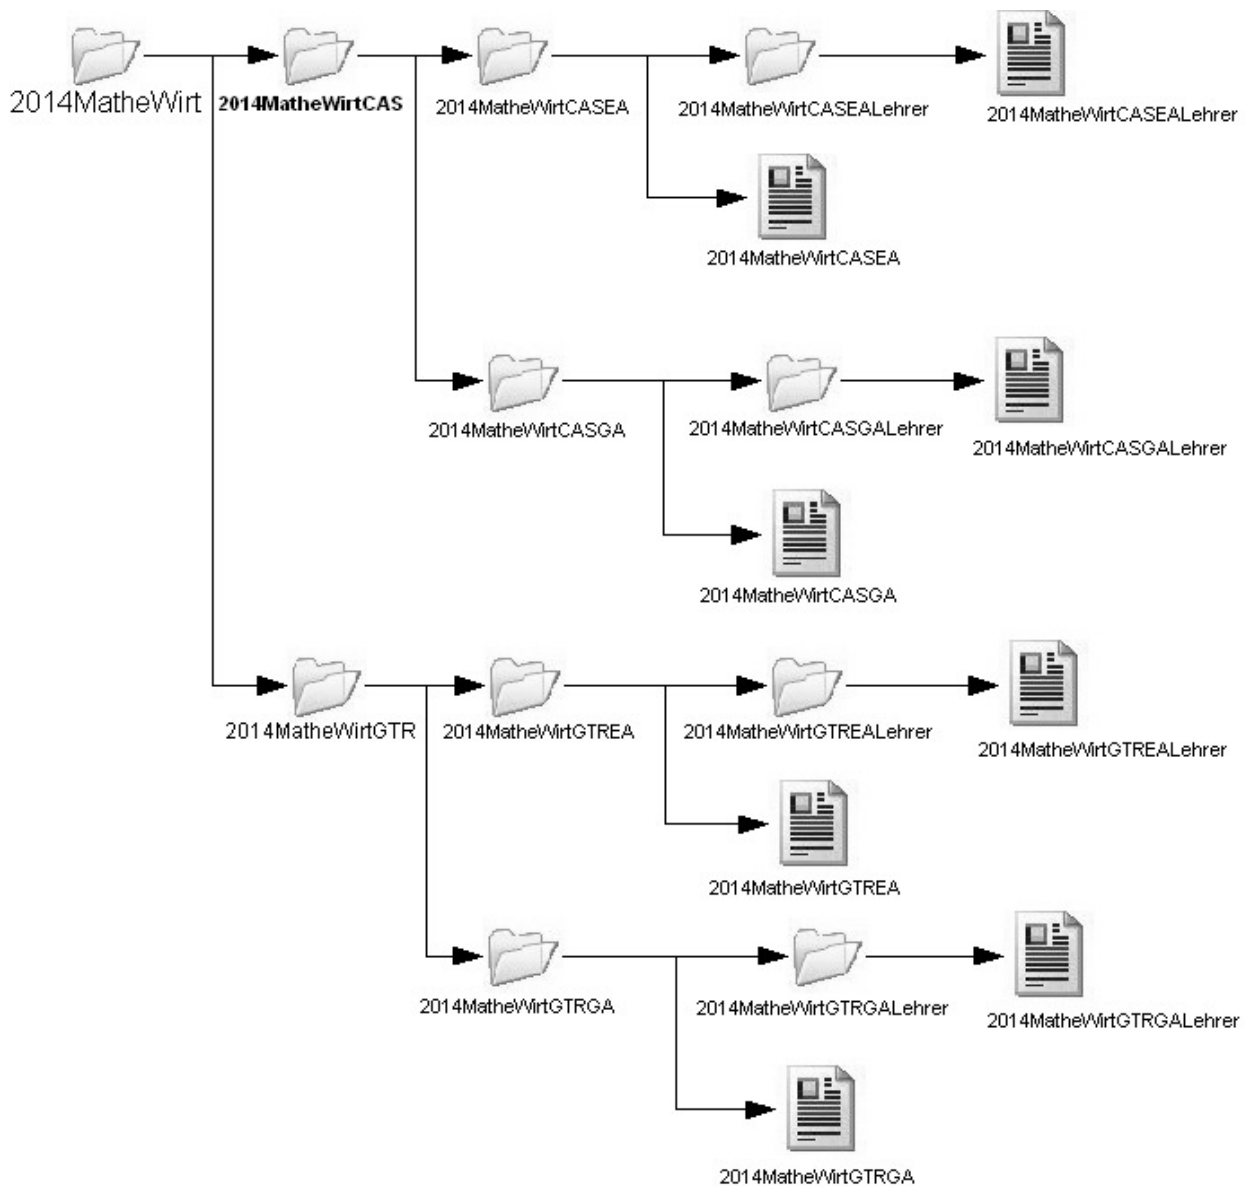 2014MatheWirt
2014MatheWirtCAS
2014MatheWirtCASEA
2014MatheWirtCASEALehrer
2014MatheWirtCASEALehrer
2014MatheWirtCASEA
2014MatheWirtCASGA
2014MatheWirtCASGALehrer
2014MatheWirtCASGALehrer
2014MatheWirtCASGA
2014MatheWirtGTR
2014MatheWirtGTREA
2014MatheWirtGTREALehrer
2014MatheWirtGTREALehrer
2014MatheWirtGTREA
2014MatheWirtGTRGA
2014MatheWirtGTRGALehrer
2014MatheWirtGTRGALehrer
2014MatheWirtGTRGA